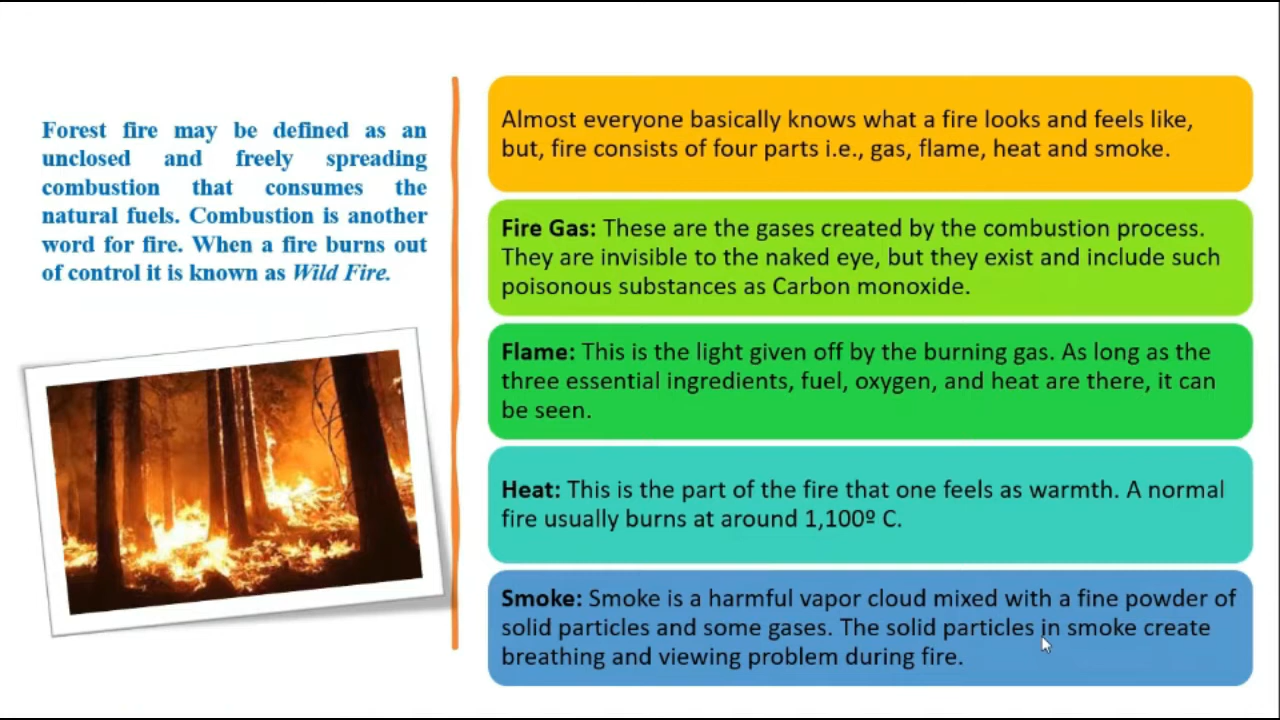 Forest fire may be defined as an
unclosed and freely spreading
combustion that consumes the
natural fuels. Combustion is another
word for fire. When a fire burns out
of control it is known as Wild Fire.
Almost everyone basically knows what a fire looks and feels like,
but, fire consists of four parts i.e., gas, flame, heat and smoke.
Fire Gas: These are the gases created by the combustion process.
They are invisible to the naked eye, but they exist and include such
poisonous substances as Carbon monoxide.
Flame: This is the light given off by the burning gas. As long as the
three essential ingredients, fuel, oxygen, and heat are there, it can
be seen.
Heat: This is the part of the fire that one feels as warmth. A normal
fire usually burns at around 1,100º C.
Smoke: Smoke is a harmful vapor cloud mixed with a fine powder of
solid particles and some gases. The solid particles in smoke create
breathing and viewing problem during fire.